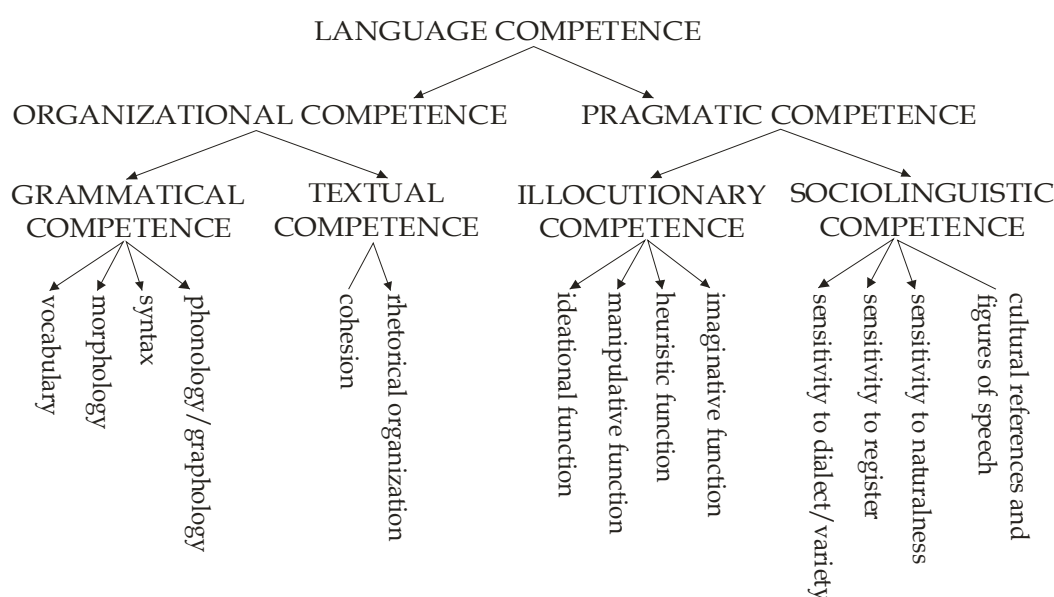 LANGUAGE COMPETENCE
ORGANIZATIONAL COMPETENCE
PRAGMATIC COMPETENCE
GRAMMATICAL
COMPETENCE
TEXTUAL
COMPETENCE
ILLOCUTIONARY
COMPETENCE
SOCIOLINGUISTIC
COMPETENCE
vocabulary
morphology
syntax
phonology/graphology
cohesion
rhetorical organization
ideational function
manipulative function
heuristic function
imaginative function
sensitivity to dialect/variety
sensitivity to register
sensitivity to naturalness
cultural references and
figures of speech